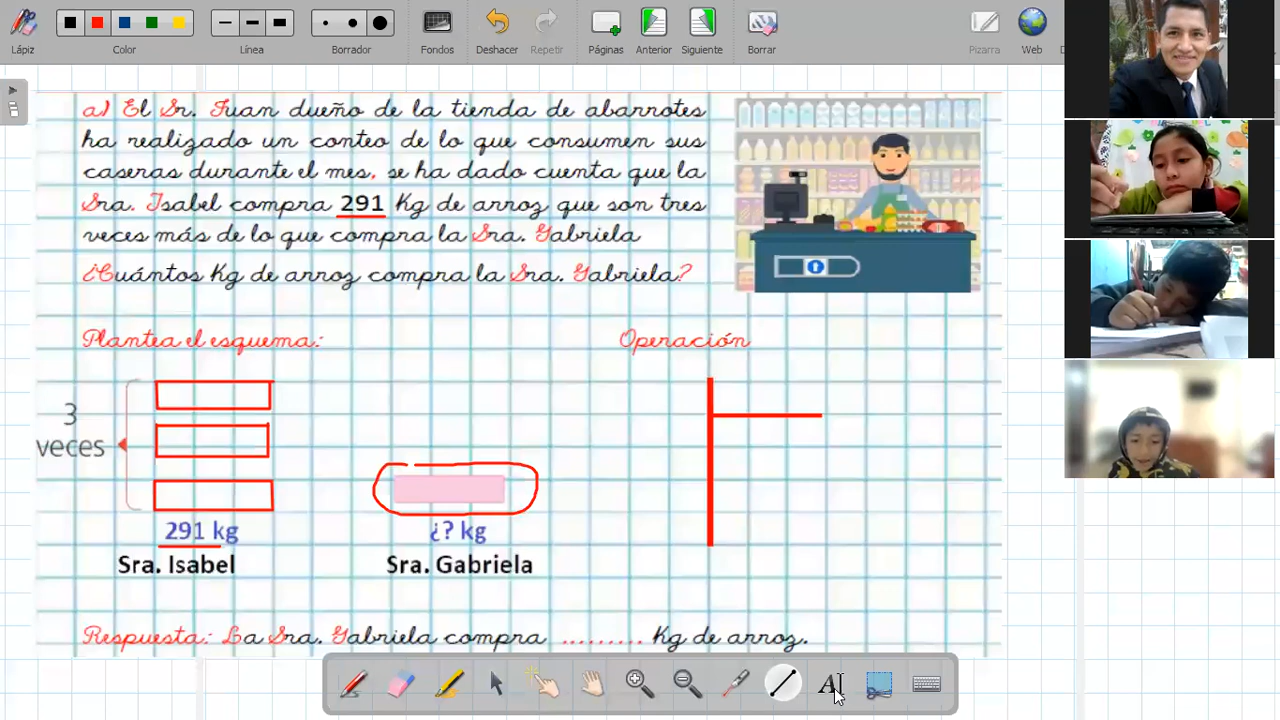 Lápiz
Color
Línea
Borrador
Fondos
Deshacer
Repetir
Páginas
Anterior
Siguiente
Borrar
Pizarra
Web
a) El Sr. Juan dueño de la tienda de abarrotes
ha realizado un conteo de lo que consumen sus
caseras durante el mes, se ha dado cuenta que la
Sra. Isabel compra 291 Kg de arroz que son tres
veces más de lo que compra la Sra. Gabriela
¿Cuántos Kg de arroz compra la Sra. Gabriela?
Plantea el esquema:
Operación
3
veces
291 kg
¿? kg
Sra. Isabel
Sra. Gabriela
Respuesta: La Sra. Gabriela compra ......... Kg de arroz.